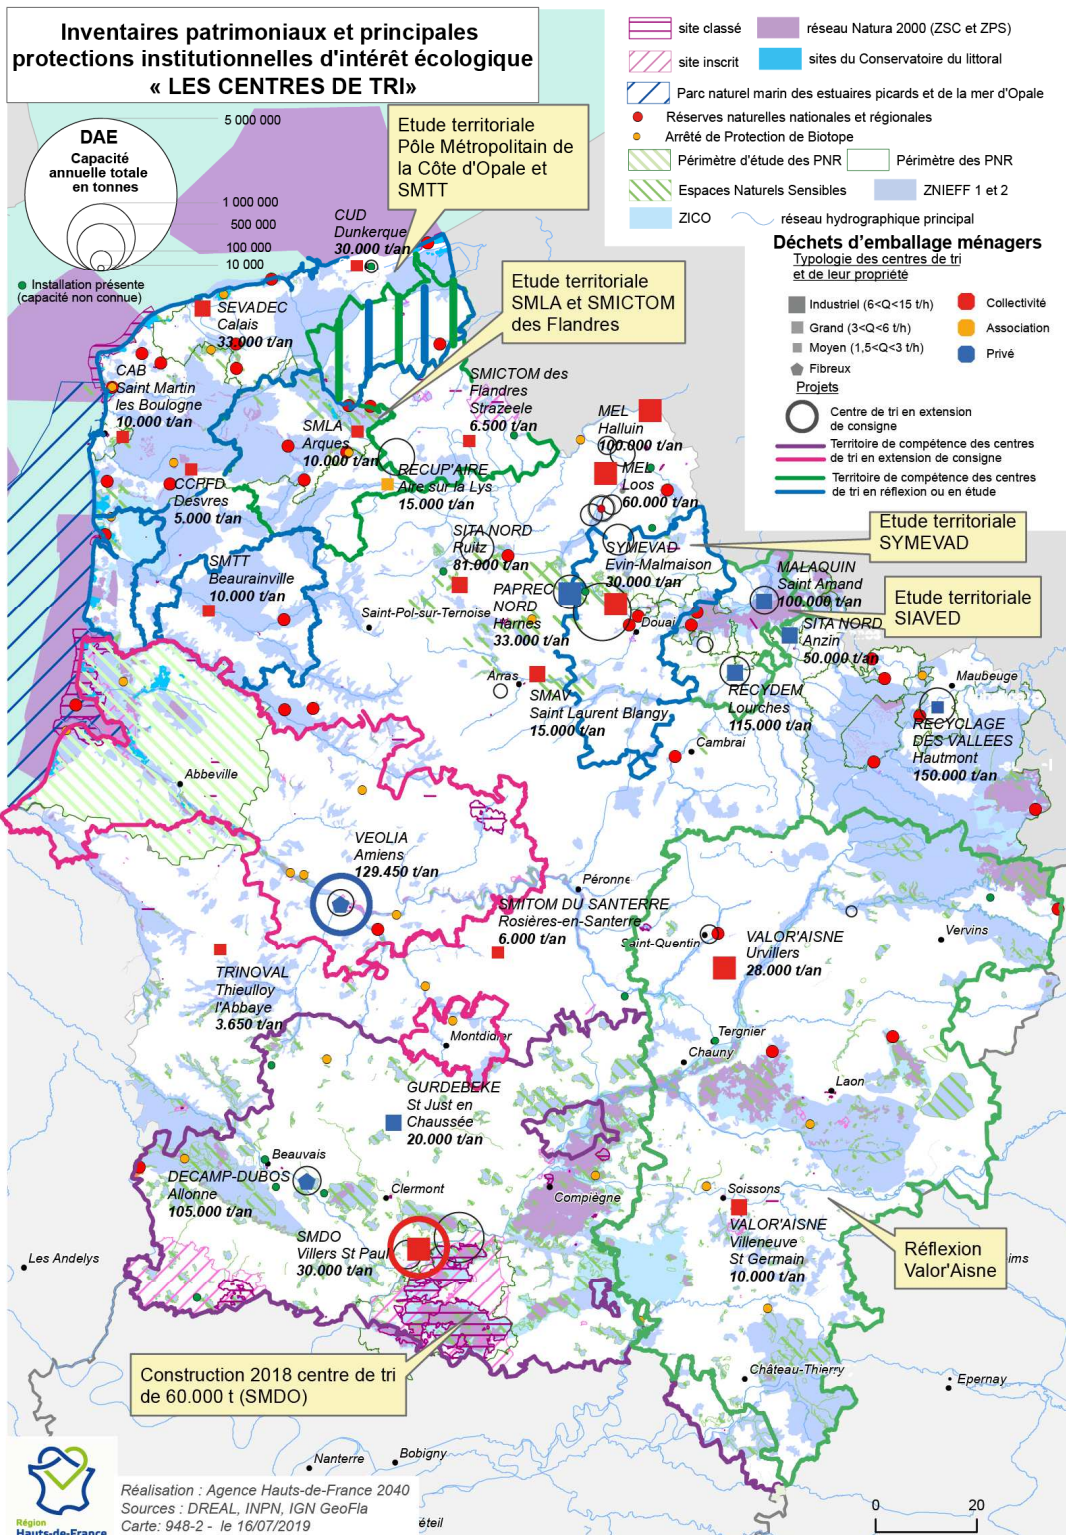 Inventaires patrimoniaux et principales
protections institutionnelles d'intérêt écologique
« LES CENTRES DE TRI»
site classé
réseau Natura 2000 (ZSC et ZPS)
site inscrit
sites du Conservatoire du littoral
Parc naturel marin des estuaires picards et de la mer d'Opale
Réserves naturelles nationales et régionales
Arrêté de Protection de Biotope
Périmètre d'étude des PNR
Périmètre des PNR
Espaces Naturels Sensibles
ZNIEFF 1 et 2
ZICO
réseau hydrographique principal
Déchets d'emballage ménagers
Typologie des centres de tri
et de leur propriété
Industriel (6<Q<15 t/h)
Grand (3<Q<6 t/h)
Moyen (1,5<Q<3 t/h)
Fibreux
Collectivité
Association
Privé
Projets
Centre de tri en extension
de consigne
Territoire de compétence des centres
de tri en extension de consigne
Territoire de compétence des centres
de tri en réflexion ou en étude
DAE
Capacité
annuelle totale
en tonnes
5 000 000
1 000 000
500 000
100 000
10 000
Installation présente
(capacité non connue)
Etude territoriale
Pôle Métropolitain de
la Côte d'Opale et
SMTT
CUD
Dunkerque
30.000 t/an
Etude territoriale
SMLA et SMICTOM
des Flandres
SEVADEC
Calais
33.000 t/an
CAB
Saint Martin
les Boulogne
10.000 t/an
SMICTOM des
Flandres
Strazeele
6.500 t/an
MEL
Halluin
100.000 t/an
SMLA
Arques
10.000 t/an
RECUP'AIRE
Aire sur la Lys
15.000 t/an
MEL
Loos
60.000 t/an
CCPFD
Desvres
5.000 t/an
Etude territoriale
SYMEVAD
SITA NORD
Ruitz
81.000 t/an
SYMEVAD
Evin-Malmaison
30.000 t/an
SMTT
Beaurainville
10.000 t/an
MALAQUIN
Saint Amand
100.000 t/an
PAPREC
NORD
Harnes
33.000 t/an
Etude territoriale
SIAVED
Saint-Pol-sur-Ternoise
Douai
SITA NORD
Anzin
50.000 t/an
Arras
SMAV
Saint Laurent Blangy
15.000 t/an
RECYDEM
Lourches
115.000 t/an
Maubeuge
RECYCLAGE
DES VALLEES
Hautmont
150.000 t/an
Cambrai
Abbeville
VEOLIA
Amiens
129.450 t/an
Péronne
SMITOM DU SANTERRE
Rosières-en-Santerre
6.000 t/an
Saint-Quentin
VALOR'AISNE
Urvillers
28.000 t/an
Vervins
TRINOVAL
Thieulloy
l'Abbaye
3.650 t/an
Montdidier
Tergnier
Chauny
Laon
GURDEBEKE
St Just en
Chaussée
20.000 t/an
Beauvais
DECAMP-DUBOS
Allonne
105.000 t/an
Clermont
Compiègne
Soissons
VALOR'AISNE
Villeneuve
St Germain
10.000 t/an
SMDO
Villers St Paul
30.000 t/an
Les Andelys
Réflexion
Valor'Aisne
ims
Construction 2018 centre de tri
de 60.000 t (SMDO)
Château-Thierry
Epernay
Nanterre
Bobigny
éteil
Région
Hauts-de-France
Réalisation : Agence Hauts-de-France 2040
Sources : DREAL, INPN, IGN GeoFla
Carte: 948-2 - le 16/07/2019
0
20